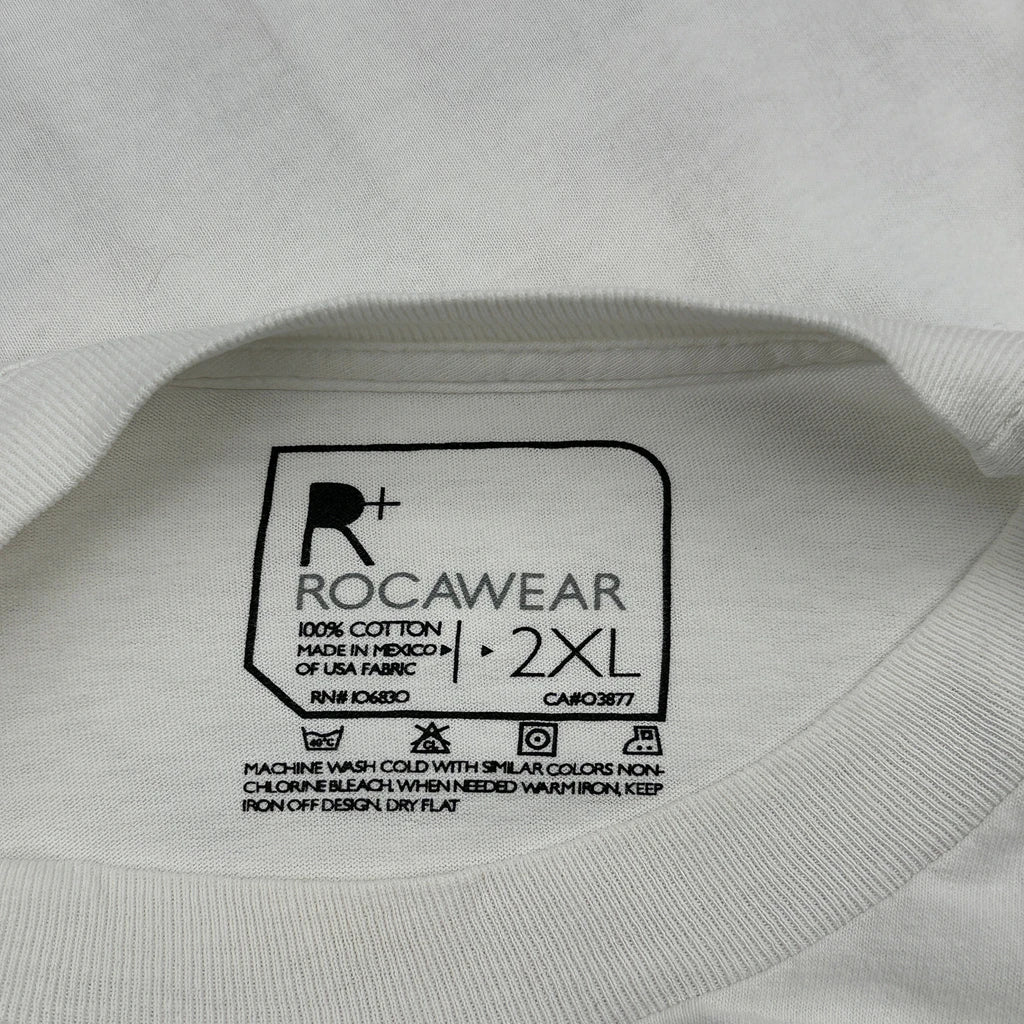 R+
ROCAWEAR
100% COTTON
MADE IN MEXICO
OF USA FABRIC
2XL
RN# 106830
CA#03877
40°C
CL
MACHINE WASH COLD WITH SIMILAR COLORS NON-
CHLORINE BLEACH, WHEN NEEDED WARM IRON, KEEP
IRON OFF DESIGN. DRY FLAT